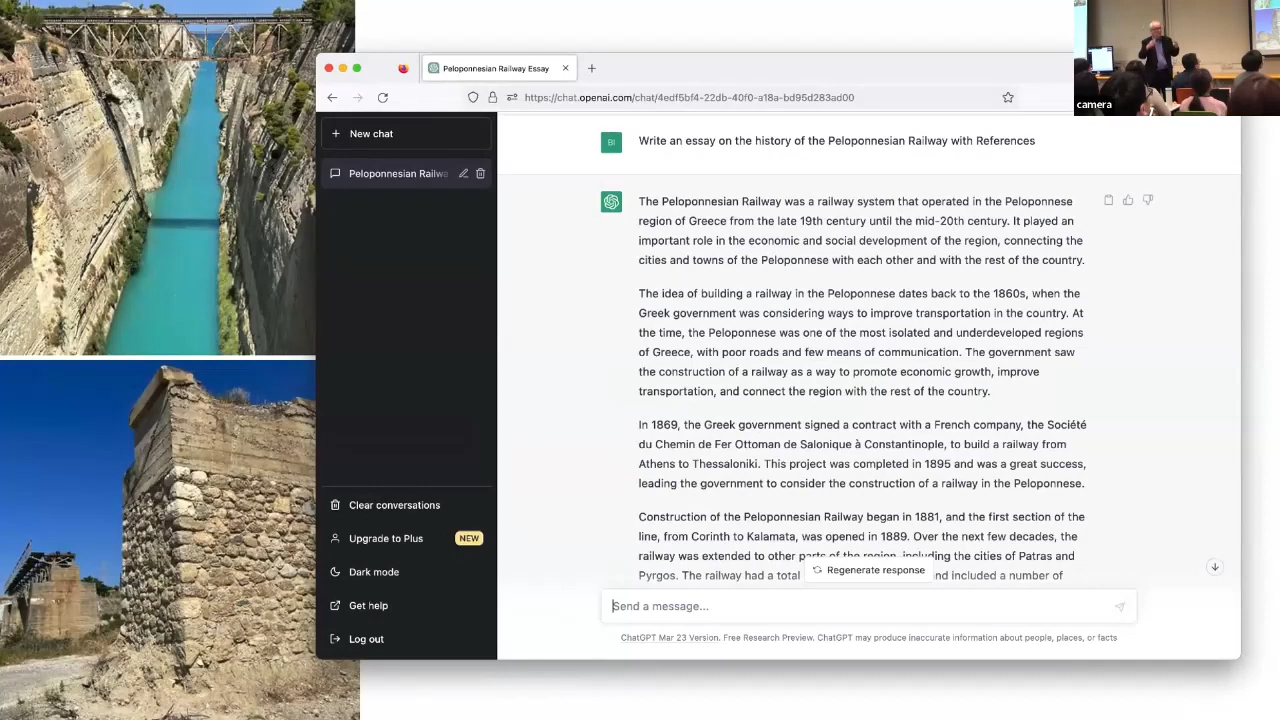 camera
Peloponnesian Railway Essay
https://chat.openai.com/chat/4edf5bf4-22db-40f0-a18a-bd95d283ad00
New chat
Peloponnesian Railwa
Clear conversations
Upgrade to Plus
NEW
Dark mode
Get help
Log out
BI
Write an essay on the history of the Peloponnesian Railway with References
The Peloponnesian Railway was a railway system that operated in the Peloponnese
region of Greece from the late 19th century until the mid-20th century. It played an
important role in the economic and social development of the region, connecting the
cities and towns of the Peloponnese with each other and with the rest of the country.
The idea of building a railway in the Peloponnese dates back to the 1860s, when the
Greek government was considering ways to improve transportation in the country. At
the time, the Peloponnese was one of the most isolated and underdeveloped regions
of Greece, with poor roads and few means of communication. The government saw
the construction of a railway as a way to promote economic growth, improve
transportation, and connect the region with the rest of the country.
In 1869, the Greek government signed a contract with a French company, the Société
du Chemin de Fer Ottoman de Salonique à Constantinople, to build a railway from
Athens to Thessaloniki. This project was completed in 1895 and was a great success,
leading the government to consider the construction of a railway in the Peloponnese.
Construction of the Peloponnesian Railway began in 1881, and the first section of the
line, from Corinth to Kalamata, was opened in 1889. Over the next few decades, the
railway was extended to other parts of the region, including the cities of Patras and
Pyrgos. The railway had a total and included a number of
Regenerate response
Send a message...
ChatGPT Mar 23 Version. Free Research Preview. ChatGPT may produce inaccurate information about people, places, or facts